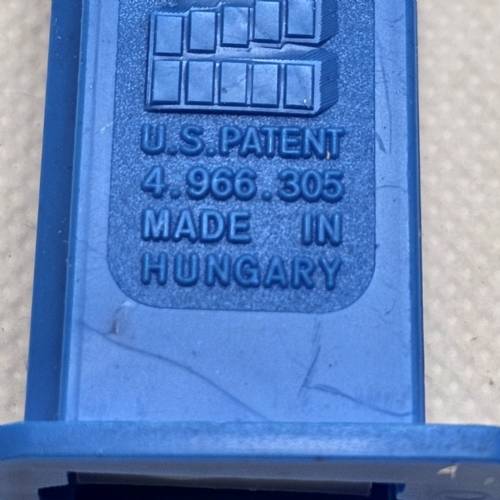 U.S.PATENT
4.966.305
MADE IN
HUNGARY